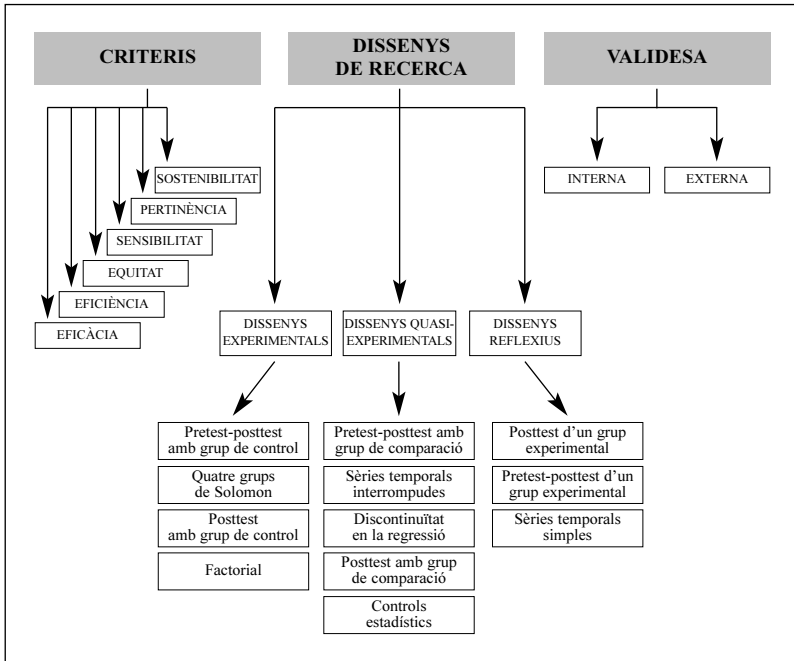 CRITERIS
DISSENYS
DE RECERCA
VALIDESA
SOSTENIBILITAT
PERTINÈNCIA
SENSIBILITAT
EQUITAT
EFICIÈNCIA
EFICÀCIA
INTERNA
EXTERNA
DISSENYS
EXPERIMENTALS
DISSENYS QUASI-
EXPERIMENTALS
DISSENYS
REFLEXIUS
Pretest-posttest
amb grup de control
Quatre grups
de Solomon
Posttest
amb grup de control
Factorial
Pretest-posttest amb
grup de comparació
Sèries temporals
interrompudes
Discontinuïtat
en la regressió
Posttest amb grup
de comparació
Controls
estadístics
Posttest d’un grup
experimental
Pretest-posttest d’un
grup experimental
Sèries temporals
simples